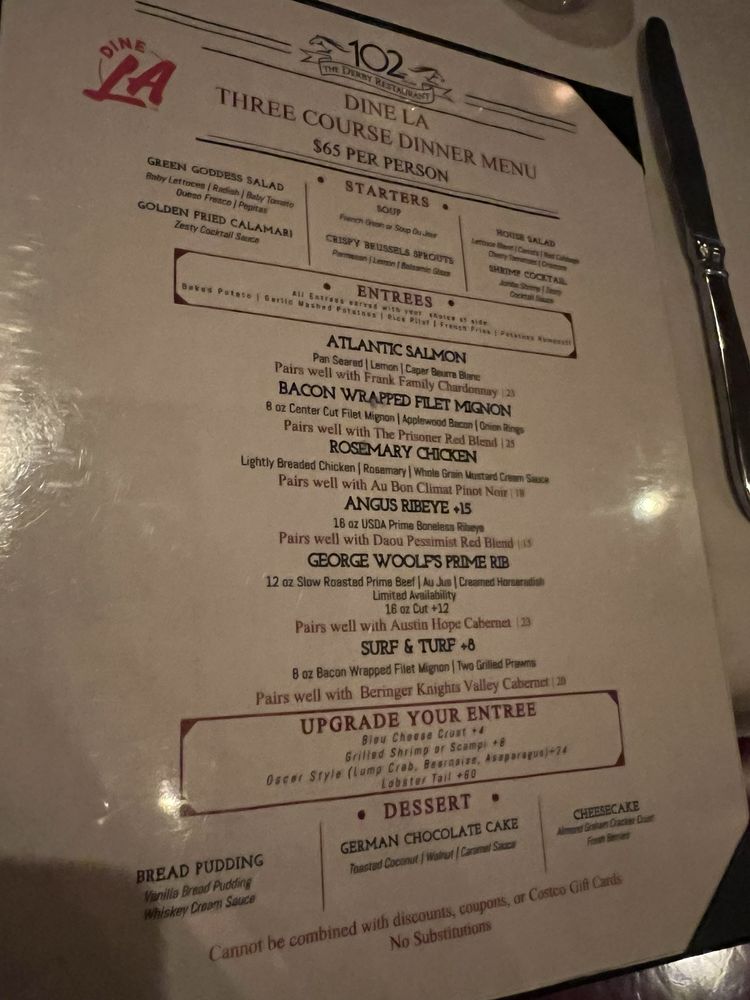 DINE
LA
102
THE DERBY RESTAURANT
DINE LA
THREE COURSE DINNER MENU
$65 PER PERSON
• STARTERS •
GREEN GODDESS SALAD
Baby Lettuces | Radish | Baby Tomato
Queso Fresco | Pepitas
GOLDEN FRIED CALAMARI
Zesty Cocktail Sauce
SOUP
French Onion or Soup Du Jour
CRISPY BRUSSELS SPROUTS
Parmesan | Lemon | Balsamic Glaze
HOUSE SALAD
Lettuce Blend | Carrots | Red Cabbage
Cherry Tomatoes | Croutons
SHRIMP COCKTAIL
Jumbo Shrimp | Zesty
Cocktail Sauce
• ENTREES •
All Entrees served with your choice of side:
Baked Potato | Garlic Mashed Potatoes | Rice Pilaf | French Fries | Potatoes Romanoff
ATLANTIC SALMON
Pan Seared | Lemon | Caper Beurre Blanc
Pairs well with Frank Family Chardonnay | 23
BACON WRAPPED FILET MIGNON
8 oz Center Cut Filet Mignon | Applewood Bacon | Onion Rings
Pairs well with The Prisoner Red Blend | 25
ROSEMARY CHICKEN
Lightly Breaded Chicken | Rosemary | Whole Grain Mustard Cream Sauce
Pairs well with Au Bon Climat Pinot Noir | 18
ANGUS RIBEYE +15
16 oz USDA Prime Boneless Ribeye
Pairs well with Daou Pessimist Red Blend | 15
GEORGE WOOLF'S PRIME RIB
12 oz Slow Roasted Prime Beef | Au Jus | Creamed Horseradish
Limited Availability
16 oz Cut +12
Pairs well with Austin Hope Cabernet | 23
SURF & TURF +8
8 oz Bacon Wrapped Filet Mignon | Two Grilled Prawns
Pairs well with Beringer Knights Valley Cabernet | 20
UPGRADE YOUR ENTREE
Bleu Cheese Crust +4
Grilled Shrimp or Scampi +8
Oscar Style (Lump Crab, Bearnaise, Asaparagus)+24
Lobster Tail +60
• DESSERT •
BREAD PUDDING
Vanilla Bread Pudding
Whiskey Cream Sauce
GERMAN CHOCOLATE CAKE
Toasted Coconut | Walnut | Caramel Sauce
CHEESECAKE
Almond Graham Cracker Crust
Fresh Berries
Cannot be combined with discounts, coupons, or Costco Gift Cards
No Substitutions